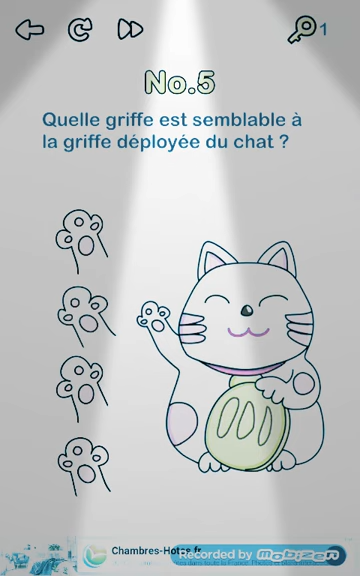 1
No.5
Quelle griffe est semblable à
la griffe déployée du chat ?
Chambres-Hotes.fr
Recorded by Mobizen